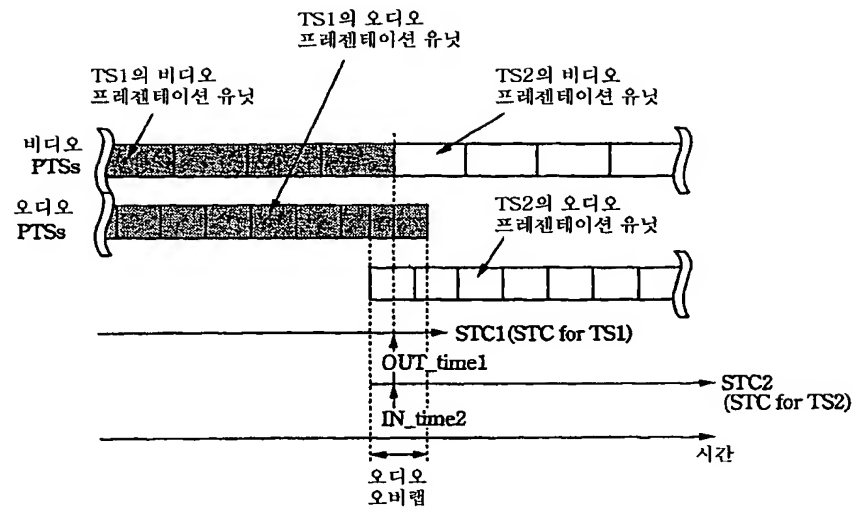 TS1의 오디오
프레젠테이션 유닛
TS1의 비디오
프레젠테이션 유닛
TS2의 비디오
프레젠테이션 유닛
비디오
PTSs
오디오
PTSs
TS2의 오디오
프레젠테이션 유닛
STC1(STC for TS1)
OUT_time1
STC2
(STC for TS2)
IN_time2
시간
오디오
오버랩